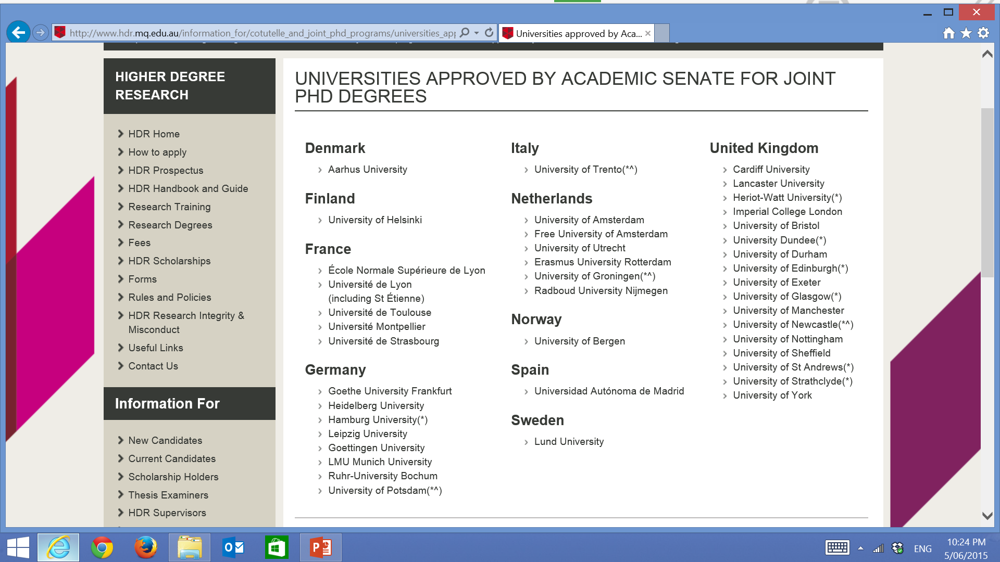 http://www.hdr.mq.edu.au/information_for/cotutelle_and_joint_phd_programs/universities_app
Universities approved by Aca...
HIGHER DEGREE
RESEARCH
HDR Home
How to apply
HDR Prospectus
HDR Handbook and Guide
Research Training
Research Degrees
Fees
HDR Scholarships
Forms
Rules and Policies
HDR Research Integrity &
Misconduct
Useful Links
Contact Us
Information For
New Candidates
Current Candidates
Scholarship Holders
Thesis Examiners
HDR Supervisors
UNIVERSITIES APPROVED BY ACADEMIC SENATE FOR JOINT
PHD DEGREES
Denmark
Aarhus University
Finland
University of Helsinki
France
École Normale Supérieure de Lyon
Université de Lyon
(including St Étienne)
Université de Toulouse
Université Montpellier
Université de Strasbourg
Germany
Goethe University Frankfurt
Heidelberg University
Hamburg University(*)
Leipzig University
Goettingen University
LMU Munich University
Ruhr-University Bochum
University of Potsdam(*^)
Italy
University of Trento(*^)
Netherlands
University of Amsterdam
Free University of Amsterdam
University of Utrecht
Erasmus University Rotterdam
University of Groningen(*^)
Radboud University Nijmegen
Norway
University of Bergen
Spain
Universidad Autónoma de Madrid
Sweden
Lund University
United Kingdom
Cardiff University
Lancaster University
Heriot-Watt University(*)
Imperial College London
University of Bristol
University Dundee(*)
University of Durham
University of Edinburgh(*)
University of Exeter
University of Glasgow(*)
University of Manchester
University of Newcastle(*^)
University of Nottingham
University of Sheffield
University of St Andrews(*)
University of Strathclyde(*)
University of York
ENG
10:24 PM
5/06/2015